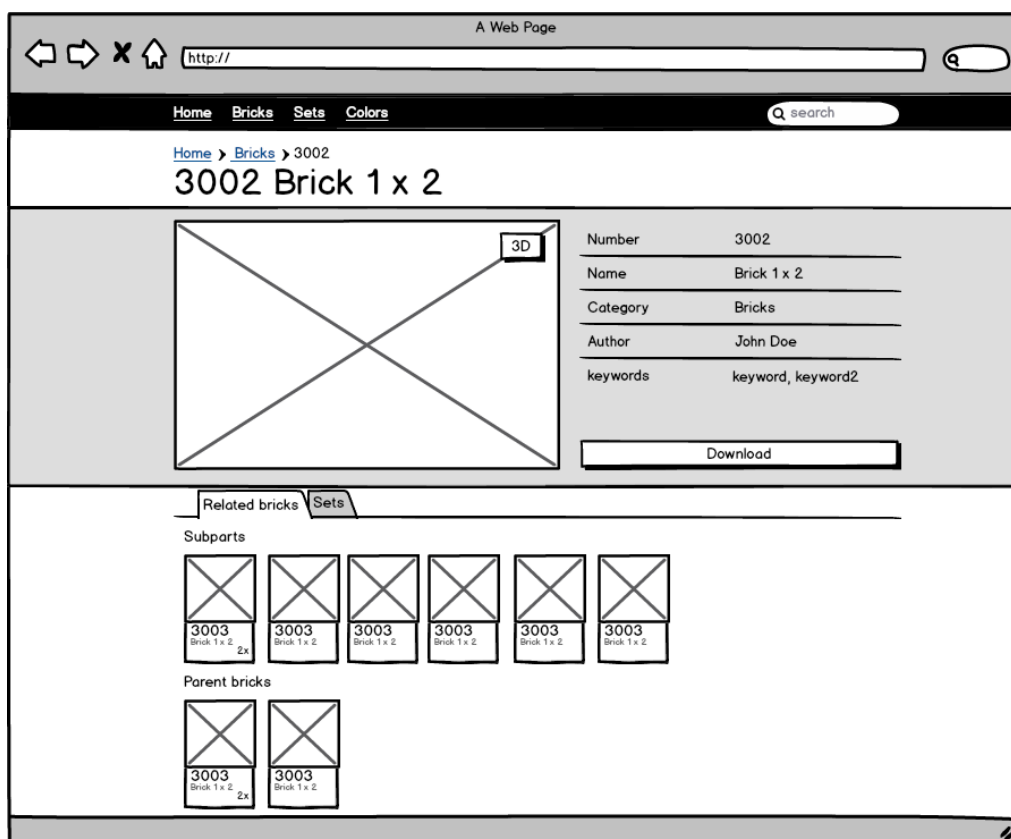 A Web Page
http://
Home Bricks Sets Colors search
Home Bricks 3002
3002 Brick 1 x 2
3D
Number 3002
Name Brick 1 x 2
Category Bricks
Author John Doe
keywords keyword, keyword2
Download
Related bricks Sets
Subparts
3003 3003 3003 3003 3003 3003
Brick 1 x 2 Brick 1 x 2 Brick 1 x 2 Brick 1 x 2 Brick 1 x 2 Brick 1 x 2
2x
Parent bricks
3003 3003
Brick 1 x 2 Brick 1 x 2
2x